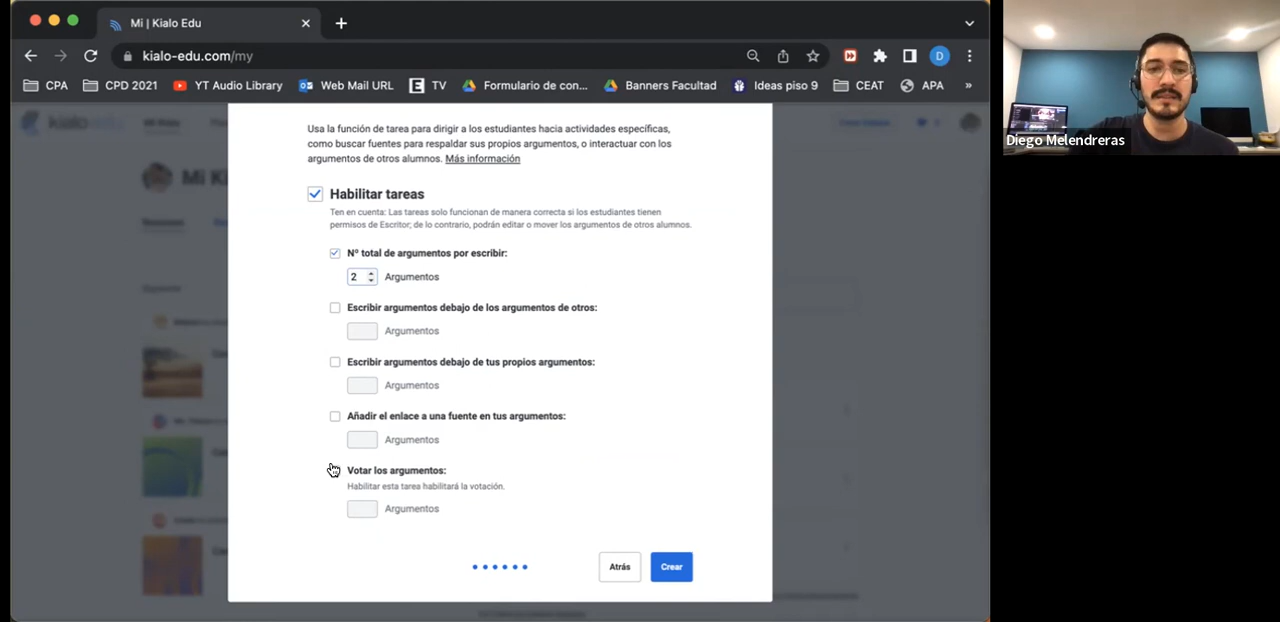 Mi | Kialo Edu
kialo-edu.com/my
D
CPA
CPD 2021
YT Audio Library
Web Mail URL
TV
Formulario de con...
Banners Facultad
Ideas piso 9
CEAT
APA
»
Usa la función de tarea para dirigir a los estudiantes hacia actividades específicas,
como buscar fuentes para respaldar sus propios argumentos, o interactuar con los
argumentos de otros alumnos. Más información
Habilitar tareas
Ten en cuenta: Las tareas solo funcionan de manera correcta si los estudiantes tienen
permisos de Escritor; de lo contrario, podrán editar o mover los argumentos de otros alumnos.
Nº total de argumentos por escribir:
2 Argumentos
Escribir argumentos debajo de los argumentos de otros:
Argumentos
Escribir argumentos debajo de tus propios argumentos:
Argumentos
Añadir el enlace a una fuente en tus argumentos:
Argumentos
Votar los argumentos:
Habilitar esta tarea habilitará la votación.
Argumentos
Atrás
Crear
Diego Melendreras